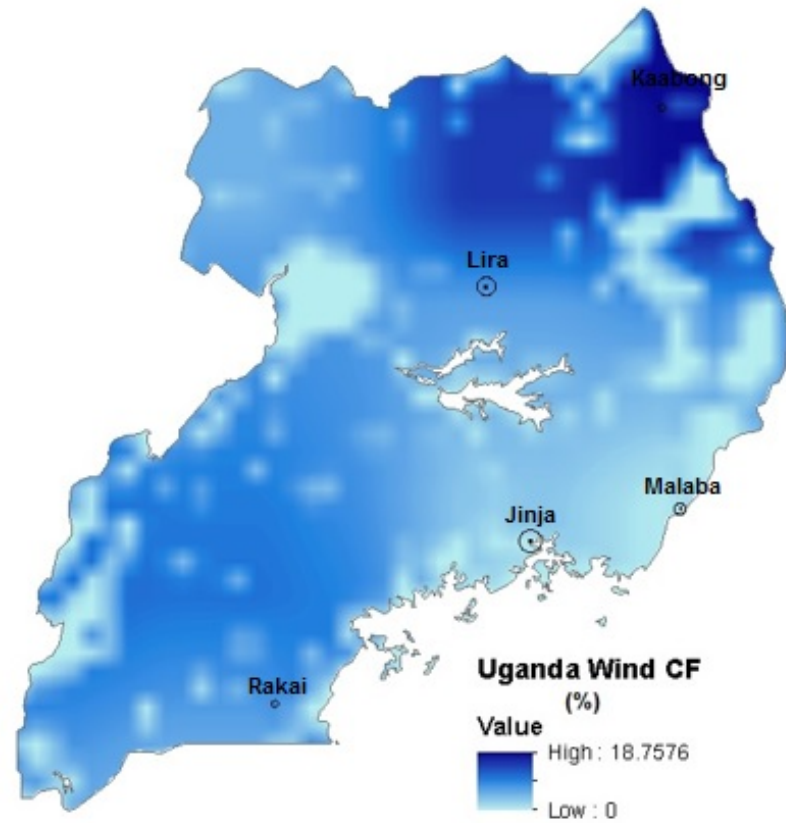 Kaabong
Lira
Malaba
Jinja
Rakai
Uganda Wind CF
(%)
Value
High : 18.7576
Low : 0